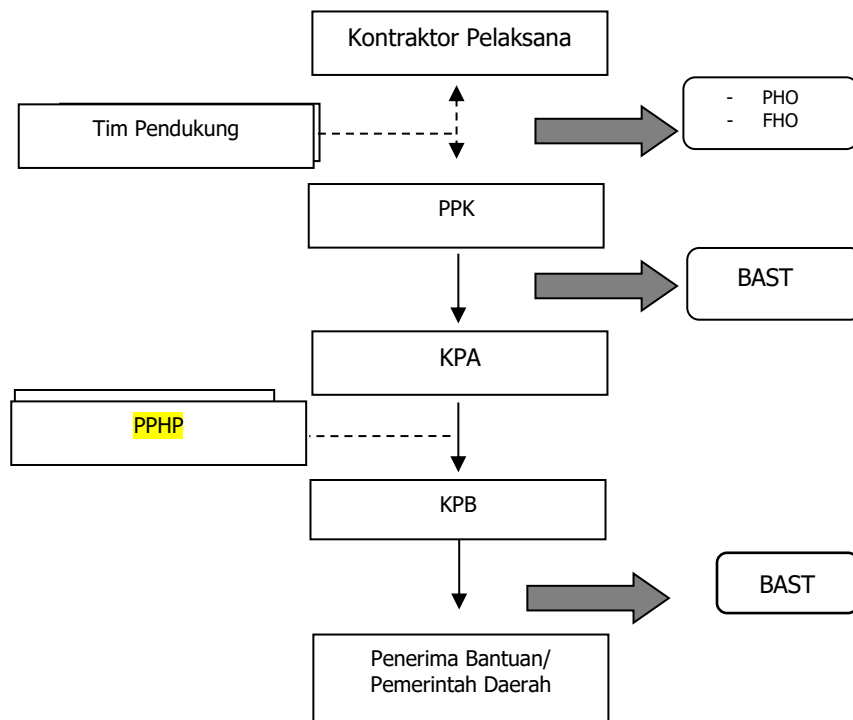 Kontraktor Pelaksana
- PHO
- FHO
Tim Pendukung
PPK
BAST
KPA
PPHP
KPB
BAST
Penerima Bantuan/
Pemerintah Daerah